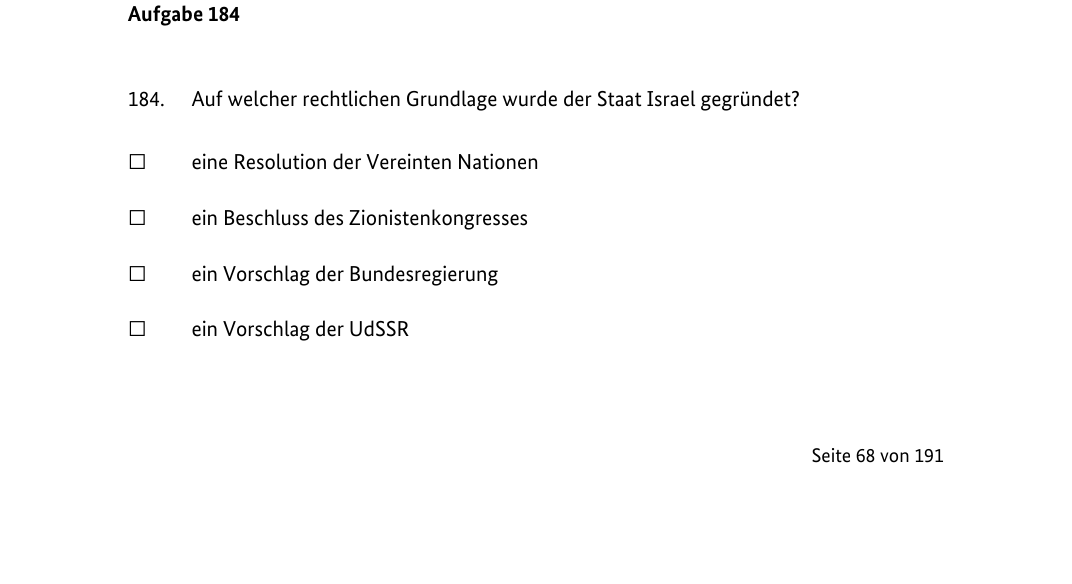 Aufgabe 184
184. Auf welcher rechtlichen Grundlage wurde der Staat Israel gegründet?
☐ eine Resolution der Vereinten Nationen
☐ ein Beschluss des Zionistenkongresses
☐ ein Vorschlag der Bundesregierung
☐ ein Vorschlag der UdSSR
Seite 68 von 191